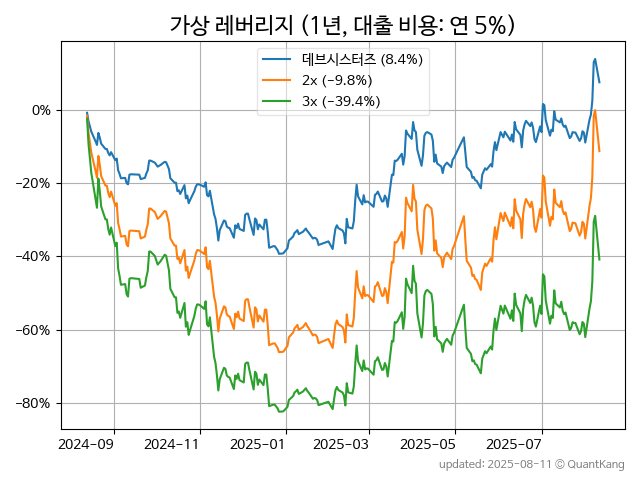 가상 레버리지 (1년, 대출 비용: 연 5%)
데브시스터즈 (8.4%)
2x (−9.8%)
3x (−39.4%)
0%
−20%
−40%
−60%
−80%
2024-09 2024-11 2025-01 2025-03 2025-05 2025-07
updated: 2025-08-11 © QuantKang